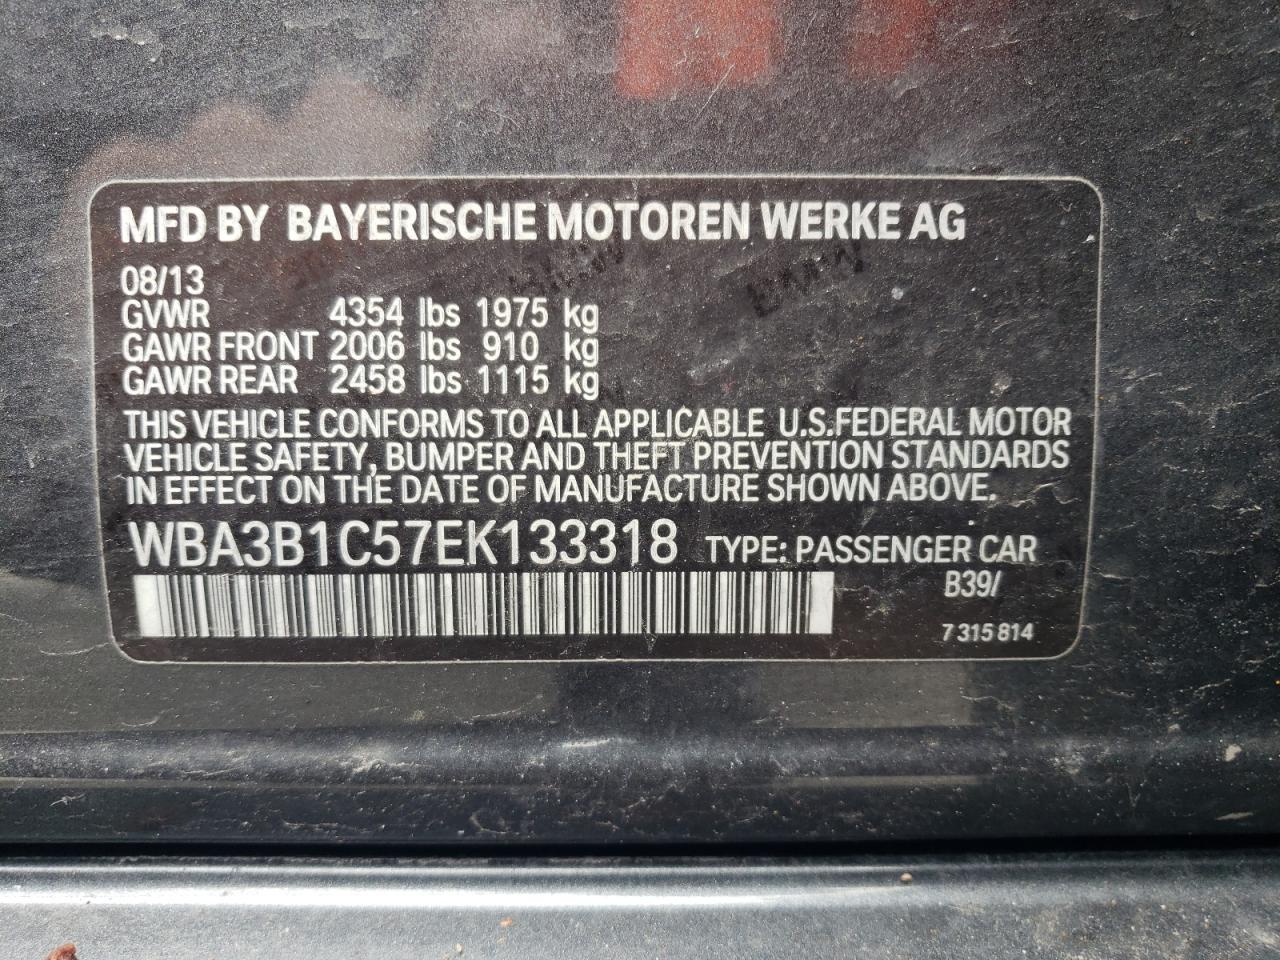 MFD BY BAYERISCHE MOTOREN WERKE AG
08/13
GVWR 4354 lbs 1975 kg
GAWR FRONT 2006 lbs 910 kg
GAWR REAR 2458 lbs 1115 kg
THIS VEHICLE CONFORMS TO ALL APPLICABLE U.S.FEDERAL MOTOR
VEHICLE SAFETY, BUMPER AND THEFT PREVENTION STANDARDS
IN EFFECT ON THE DATE OF MANUFACTURE SHOWN ABOVE.
WBA3B1C57EK133318 TYPE: PASSENGER CAR
B39/
7 315 814